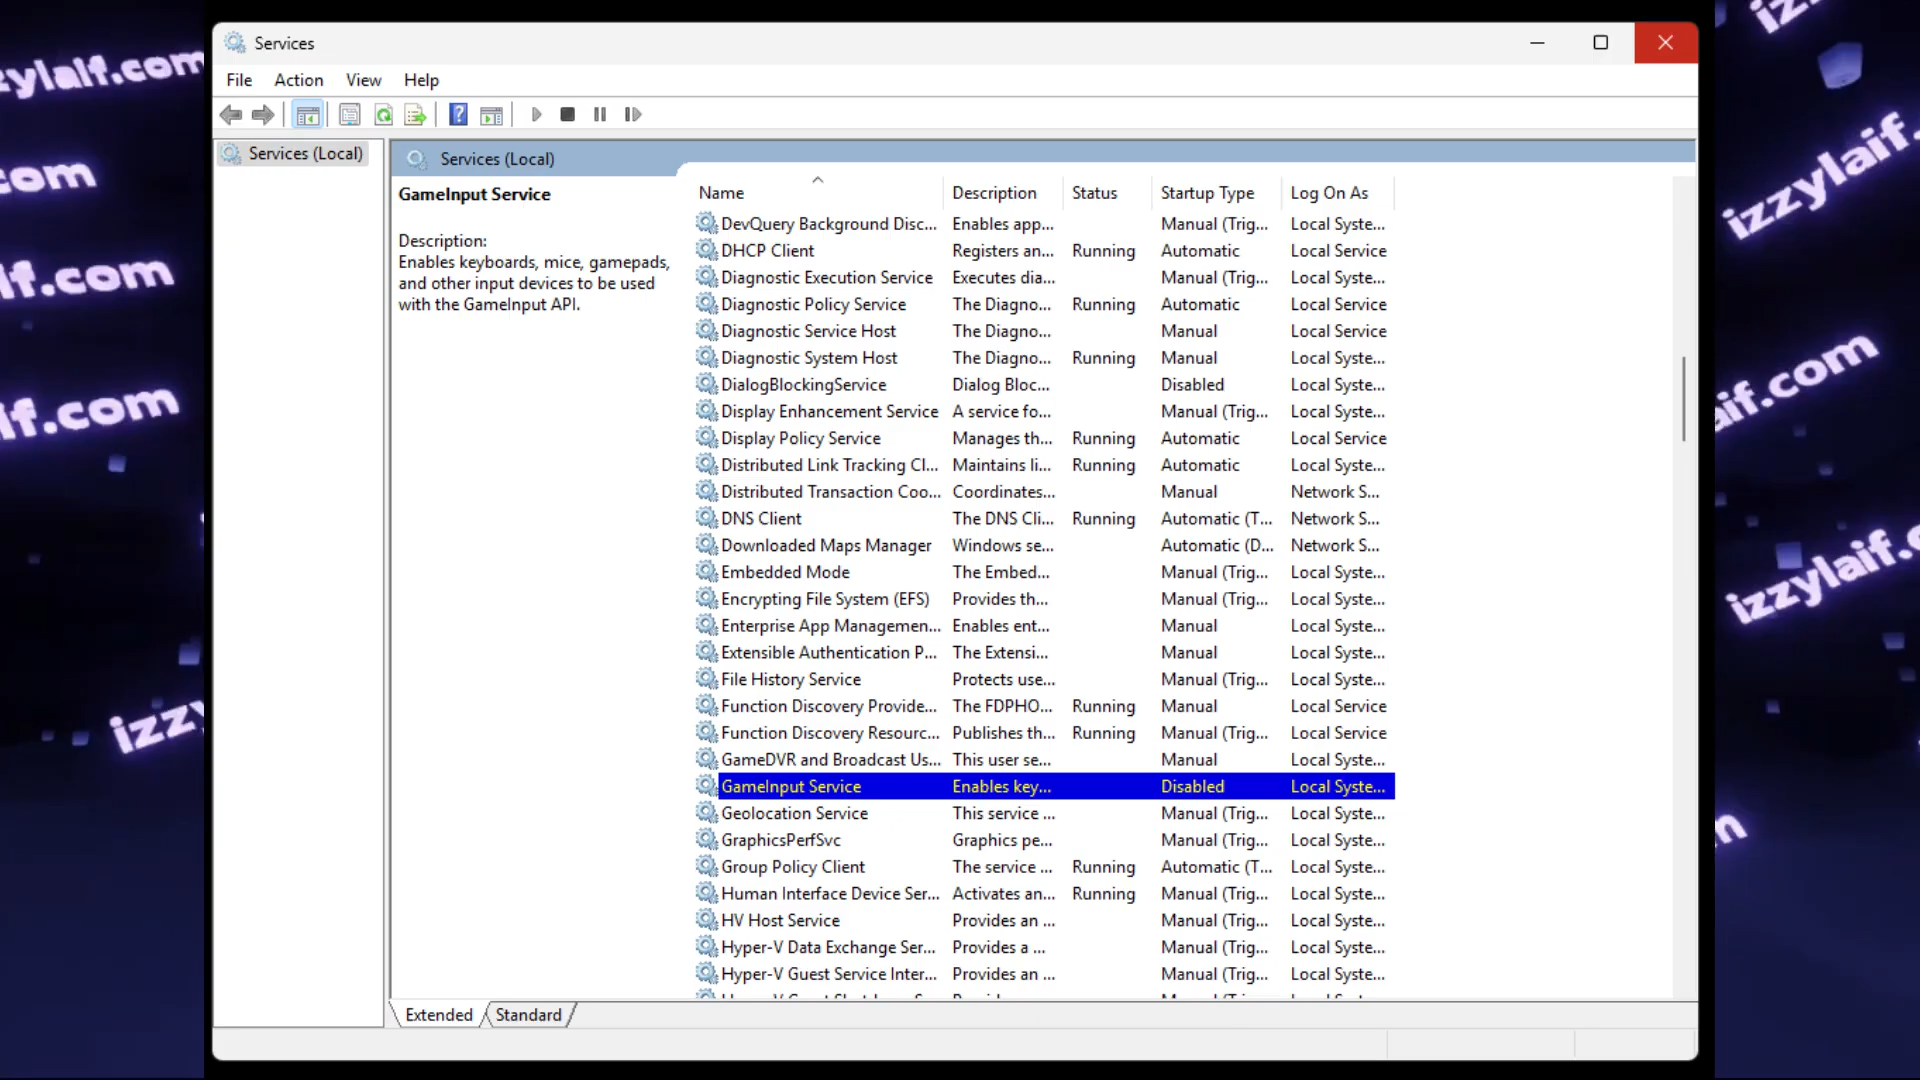 Services
File Action View Help
Services (Local)
Services (Local)
GameInput Service
Description:
Enables keyboards, mice, gamepads,
and other input devices to be used
with the GameInput API.
Name Description Status Startup Type Log On As
DevQuery Background Disc... Enables app... Manual (Trig... Local Syste...
DHCP Client Registers an... Running Automatic Local Service
Diagnostic Execution Service Executes dia... Manual (Trig... Local Syste...
Diagnostic Policy Service The Diagno... Running Automatic Local Service
Diagnostic Service Host The Diagno... Manual Local Service
Diagnostic System Host The Diagno... Running Manual Local Syste...
DialogBlockingService Dialog Bloc... Disabled Local Syste...
Display Enhancement Service A service fo... Manual (Trig... Local Syste...
Display Policy Service Manages th... Running Automatic Local Service
Distributed Link Tracking Cl... Maintains li... Running Automatic Local Syste...
Distributed Transaction Coo... Coordinates... Manual Network S...
DNS Client The DNS Cli... Running Automatic (T... Network S...
Downloaded Maps Manager Windows se... Automatic (D... Network S...
Embedded Mode The Embed... Manual (Trig... Local Syste...
Encrypting File System (EFS) Provides th... Manual (Trig... Local Syste...
Enterprise App Managemen... Enables ent... Manual Local Syste...
Extensible Authentication P... The Extensi... Manual Local Syste...
File History Service Protects use... Manual (Trig... Local Syste...
Function Discovery Provide... The FDPHO... Running Manual Local Service
Function Discovery Resourc... Publishes th... Running Manual (Trig... Local Service
GameDVR and Broadcast Us... This user se... Manual Local Syste...
GameInput Service Enables key... Disabled Local Syste...
Geolocation Service This service ... Manual (Trig... Local Syste...
GraphicsPerfSvc Graphics pe... Manual (Trig... Local Syste...
Group Policy Client The service ... Running Automatic (T... Local Syste...
Human Interface Device Ser... Activates an... Running Manual (Trig... Local Syste...
HV Host Service Provides an ... Manual (Trig... Local Syste...
Hyper-V Data Exchange Ser... Provides a ... Manual (Trig... Local Syste...
Hyper-V Guest Service Inter... Provides an ... Manual (Trig... Local Syste...
Extended Standard
zylaif.com
com
lf.com
if.com
izzy
izz
izzylaif.
aif.com
izzylaif.c
m